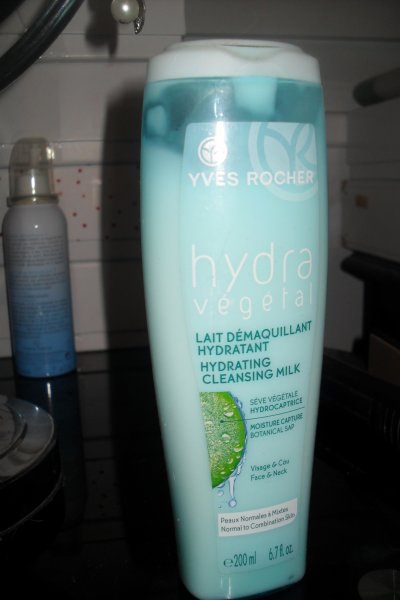 YVES ROCHER
hydra
végétal
LAIT DÉMAQUILLANT
HYDRATANT
HYDRATING
CLEANSING MILK
SÈVE VÉGÉTALE
HYDROCAPTRICE
MOISTURE CAPTURE
BOTANICAL SAP
Visage & Cou
Face & Neck
Peaux Normales à Mixtes
Normal to Combination Skin
℮200 ml 6.7 fl. oz.